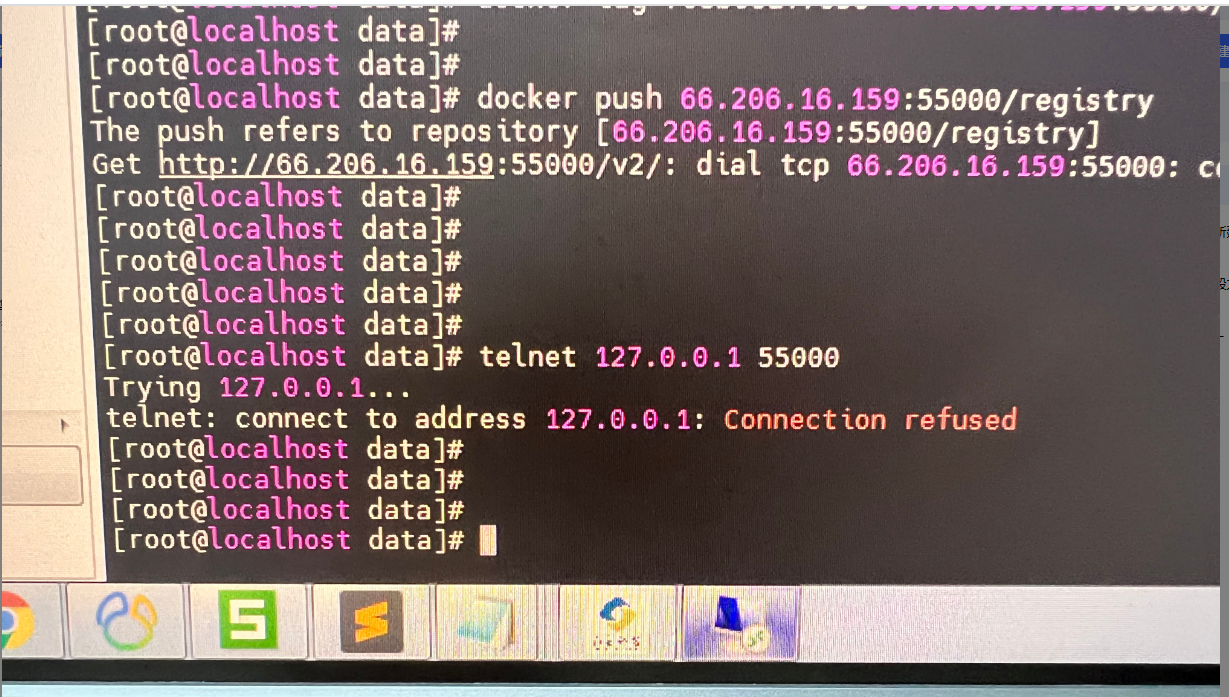 [root@localhost data]#
[root@localhost data]#
[root@localhost data]# docker push 66.206.16.159:55000/registry
The push refers to repository [66.206.16.159:55000/registry]
Get http://66.206.16.159:55000/v2/: dial tcp 66.206.16.159:55000:
[root@localhost data]#
[root@localhost data]#
[root@localhost data]#
[root@localhost data]#
[root@localhost data]#
[root@localhost data]# telnet 127.0.0.1 55000
Trying 127.0.0.1...
telnet: connect to address 127.0.0.1: Connection refused
[root@localhost data]#
[root@localhost data]#
[root@localhost data]#
[root@localhost data]#